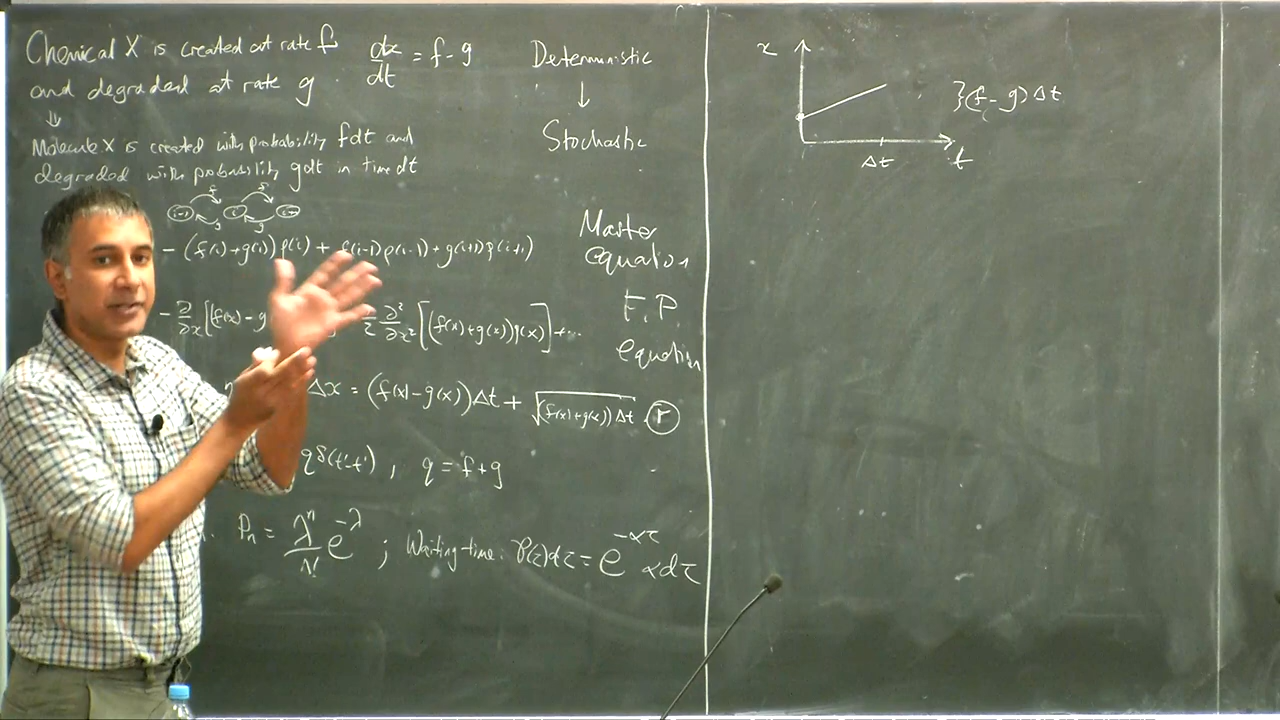 Chemical X is created at rate f
and degraded at rate g
dx/dt = f - g
Deterministic
↓
Stochastic
⇓
Molecule X is created with probability fdt and
degraded with probability gdt in time dt
f f
i-1 i i+1
g g
- (f(i)+g(i)) p(i) + f(i-1) p(i-1) + g(i+1) p(i+1)
Master
equation
- ∂/∂x [(f(x) - g
/2 ∂²/∂x² [(f(x)+g(x)) p(x)] + ...
F.P.
equation
Δx = (f(x) - g(x)) Δt + √(f(x)+g(x)) Δt r
q δ(t-t'), q = f+g
Pn = λⁿ/n! e^-λ ; Waiting-time: P(τ)dτ = e^-ατ α dτ
x
} (f - g) Δt
Δt t